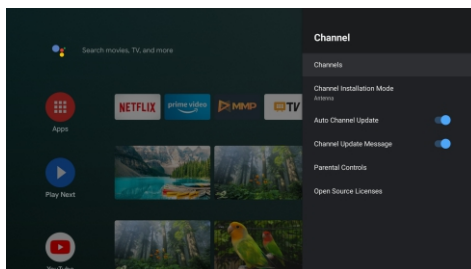 Search movies, TV, and more
Apps
NETFLIX
prime video
MMP
TV
Play Next
YouTube
Channel
Channels
Channel Installation Mode
Antenna
Auto Channel Update
Channel Update Message
Parental Controls
Open Source Licenses